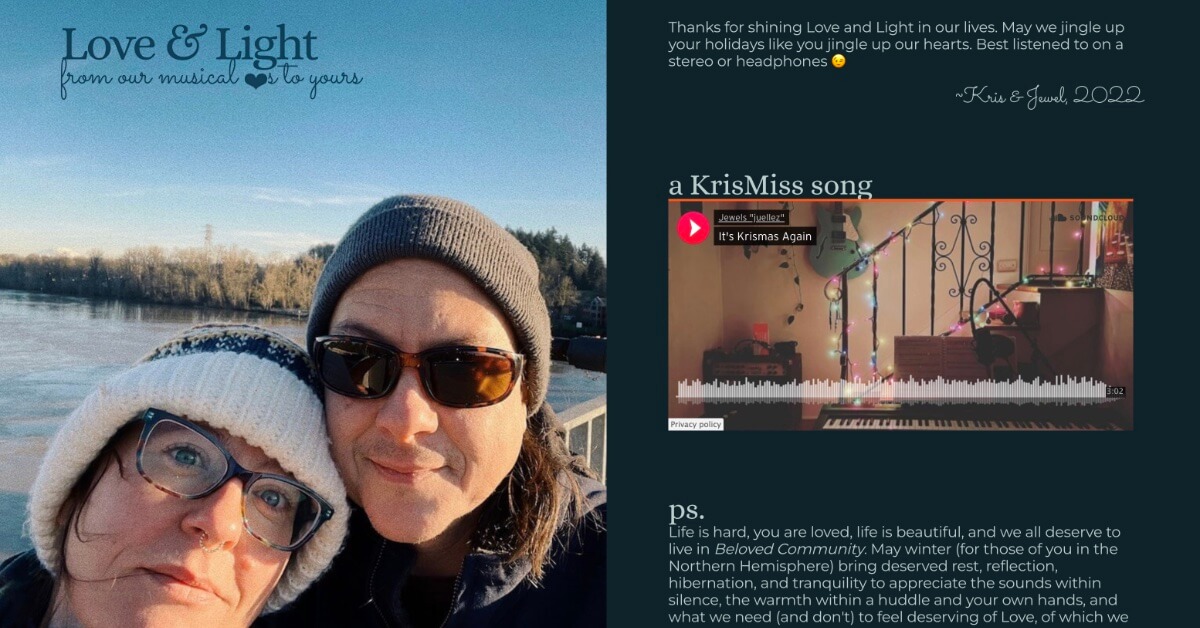 Love & Light
from our musical ❤s to yours
Thanks for shining Love and Light in our lives. May we jingle up
your holidays like you jingle up our hearts. Best listened to on a
stereo or headphones 😉
~Kris & Jewel, 2022
a KrisMiss song
Jewels "juellez"
It's Krismas Again
SOUNDCLOUD
3:02
Privacy policy
ps.
Life is hard, you are loved, life is beautiful, and we all deserve to
live in Beloved Community. May winter (for those of you in the
Northern Hemisphere) bring deserved rest, reflection,
hibernation, and tranquility to appreciate the sounds within
silence, the warmth within a huddle and your own hands, and
what we need (and don't) to feel deserving of Love, of which we